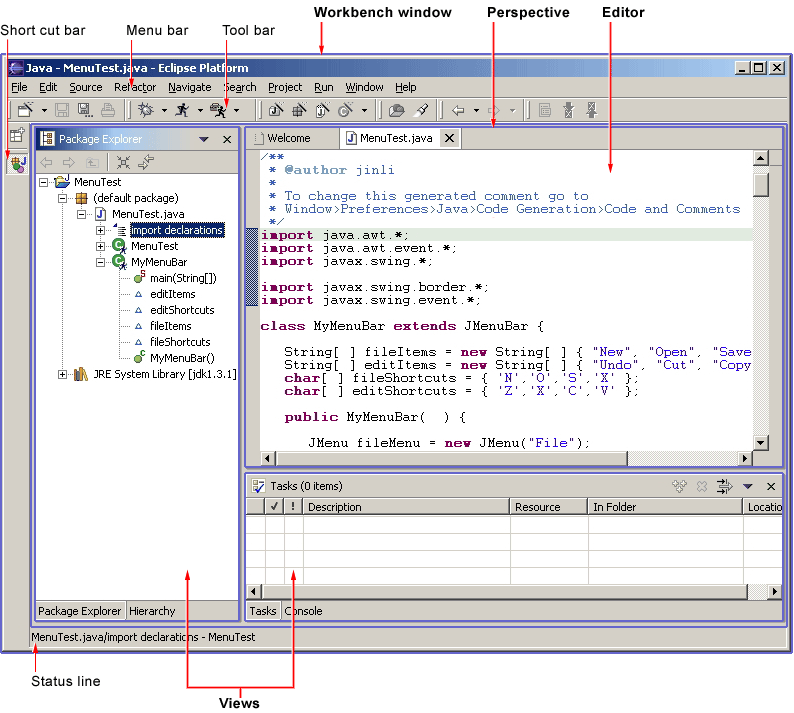 Workbench window
Perspective
Editor
Short cut bar
Menu bar
Tool bar
Java - MenuTest.java - Eclipse Platform
File Edit Source Refactor Navigate Search Project Run Window Help
Package Explorer
MenuTest
(default package)
MenuTest.java
import declarations
MenuTest
MyMenuBar
main(String[])
editItems
editShortcuts
fileItems
fileShortcuts
MyMenuBar()
JRE System Library [jdk1.3.1]
Package Explorer Hierarchy
Welcome
MenuTest.java
/**
* @author jinli
*
* To change this generated comment go to
* Window>Preferences>Java>Code Generation>Code and Comments
*/
import java.awt.*;
import java.awt.event.*;
import javax.swing.*;
import javax.swing.border.*;
import javax.swing.event.*;
class MyMenuBar extends JMenuBar {
String[ ] fileItems = new String[ ] { "New", "Open", "Save
String[ ] editItems = new String[ ] { "Undo", "Cut", "Copy
char[ ] fileShortcuts = { 'N','O','S','X' };
char[ ] editShortcuts = { 'Z','X','C','V' };
public MyMenuBar( ) {
JMenu fileMenu = new JMenu("File");
Tasks (0 items)
! Description Resource In Folder Locatio
Tasks Console
MenuTest.java/import declarations - MenuTest
Status line
Views